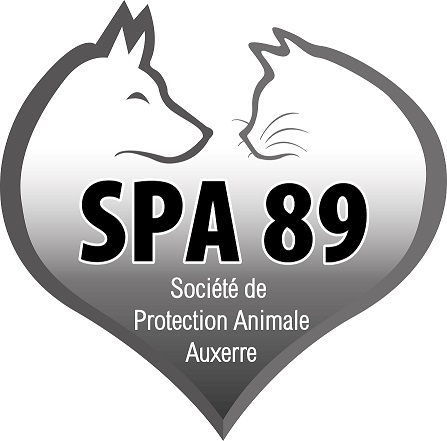 SPA 89
Société de
Protection Animale
Auxerre